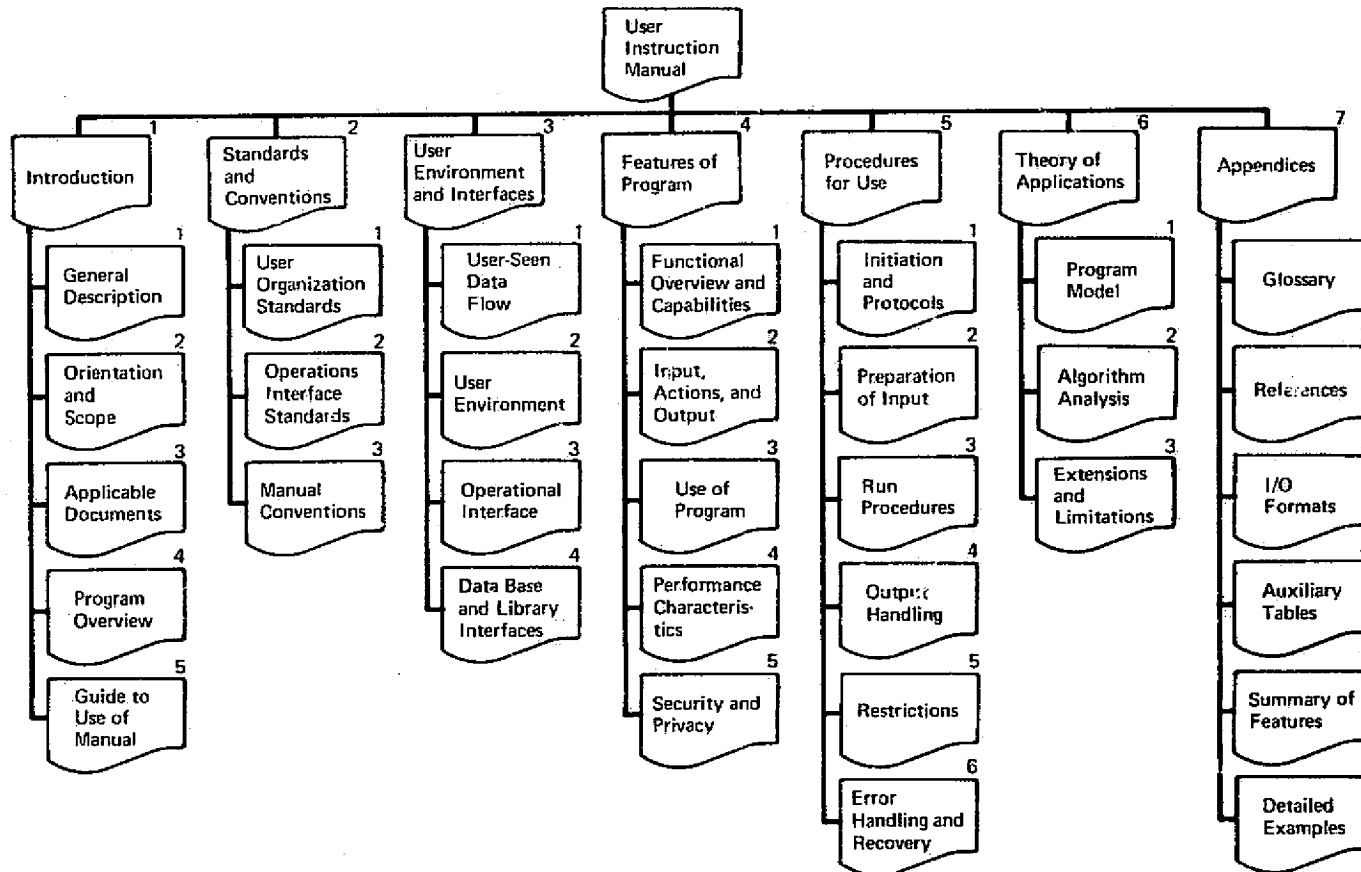 User
Instruction
Manual
1
Introduction
2
Standards
and
Conventions
3
User
Environment
and Interfaces
4
Features of
Program
5
Procedures
for Use
6
Theory of
Applications
7
Appendices
1
General
Description
2
Orientation
and
Scope
3
Applicable
Documents
4
Program
Overview
5
Guide to
Use of
Manual
1
User
Organization
Standards
2
Operations
Interface
Standards
3
Manual
Conventions
1
User-Seen
Data
Flow
2
User
Environment
3
Operational
Interface
4
Data Base
and Library
Interfaces
1
Functional
Overview and
Capabilities
2
Input,
Actions, and
Output
3
Use of
Program
4
Performance
Characteris-
tics
5
Security and
Privacy
1
Initiation
and
Protocols
2
Preparation
of Input
3
Run
Procedures
4
Output
Handling
5
Restrictions
6
Error
Handling and
Recovery
1
Program
Model
2
Algorithm
Analysis
3
Extensions
and
Limitations
Glossary
References
I/O
Formats
Auxiliary
Tables
Summary of
Features
Detailed
Examples